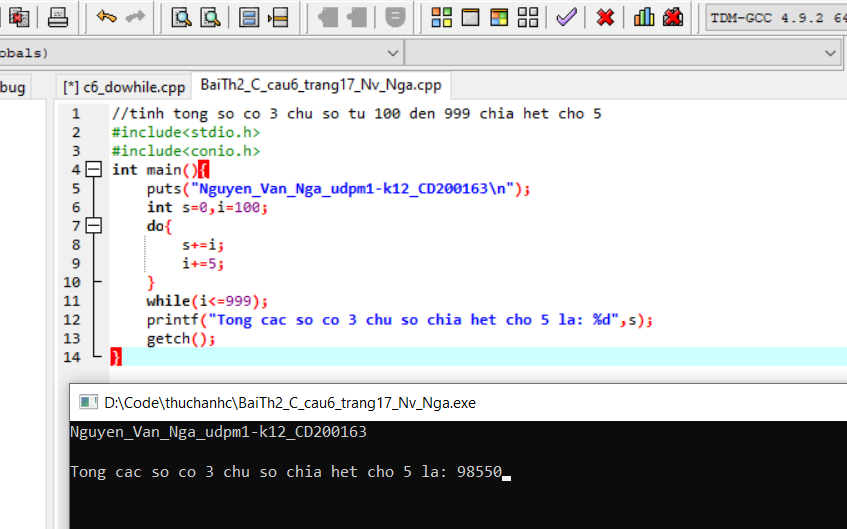 TDM-GCC 4.9.2 64
obals)
bug
[*] c6_dowhile.cpp
BaiTh2_C_cau6_trang17_Nv_Nga.cpp
1 //tinh tong so co 3 chu so tu 100 den 999 chia het cho 5
2 #include<stdio.h>
3 #include<conio.h>
4 int main(){
5 puts("Nguyen_Van_Nga_udpm1-k12_CD200163\n");
6 int s=0,i=100;
7 do{
8 s+=i;
9 i+=5;
10 }
11 while(i<=999);
12 printf("Tong cac so co 3 chu so chia het cho 5 la: %d",s);
13 getch();
14 }
D:\Code\thuchanhc\BaiTh2_C_cau6_trang17_Nv_Nga.exe
Nguyen_Van_Nga_udpm1-k12_CD200163
Tong cac so co 3 chu so chia het cho 5 la: 98550